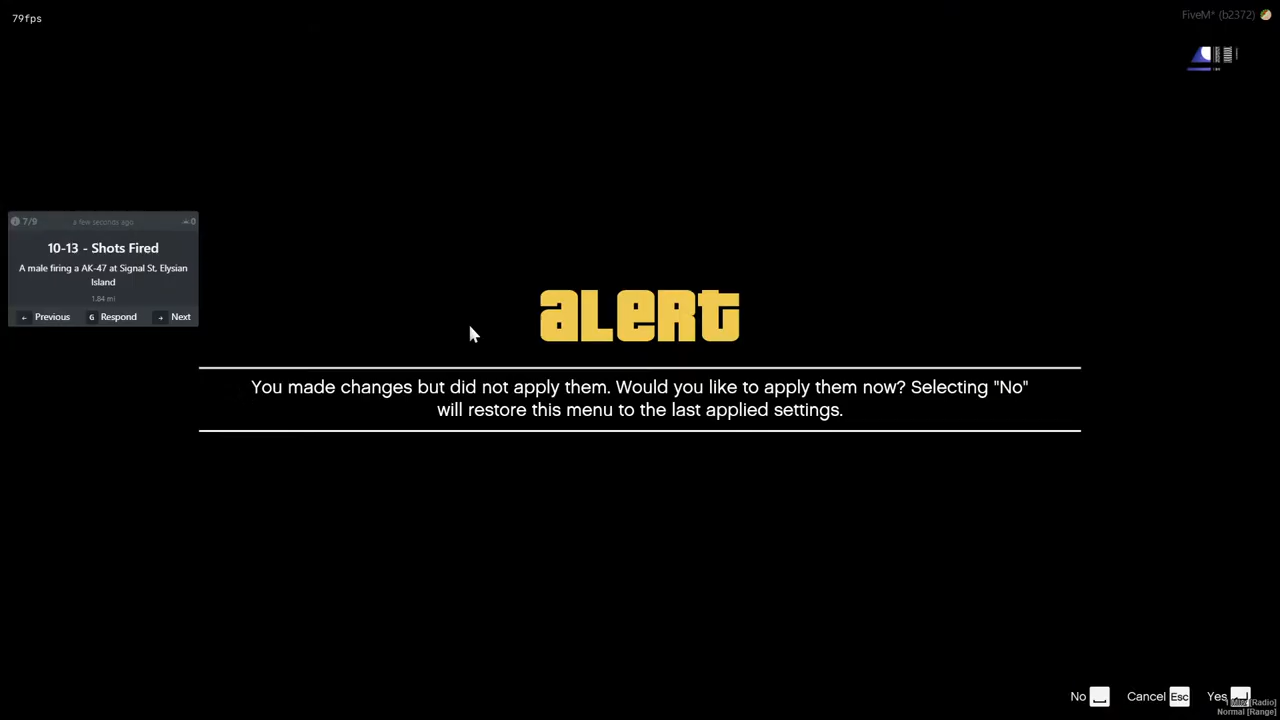 79fps
FiveM* (b2372)
7/9 a few seconds ago 0
10-13 - Shots Fired
A male firing a AK-47 at Signal St, Elysian
Island
1.84 mi
← Previous G Respond → Next
aLeRt
You made changes but did not apply them. Would you like to apply them now? Selecting "No"
will restore this menu to the last applied settings.
No Cancel Esc Yes
[Radio]
Normal [Range]